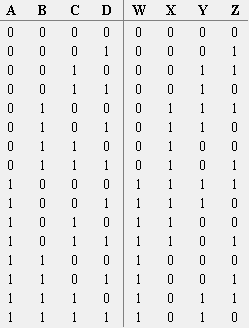 A B C D W X Y Z
0 0 0 0 0 0 0 0
0 0 0 1 0 0 0 1
0 0 1 0 0 0 1 1
0 0 1 1 0 0 1 0
0 1 0 0 0 1 1 1
0 1 0 1 0 1 1 0
0 1 1 0 0 1 0 0
0 1 1 1 0 1 0 1
1 0 0 0 1 1 1 1
1 0 0 1 1 1 1 0
1 0 1 0 1 1 0 0
1 0 1 1 1 1 0 1
1 1 0 0 1 0 0 0
1 1 0 1 1 0 0 1
1 1 1 0 1 0 1 1
1 1 1 1 1 0 1 0